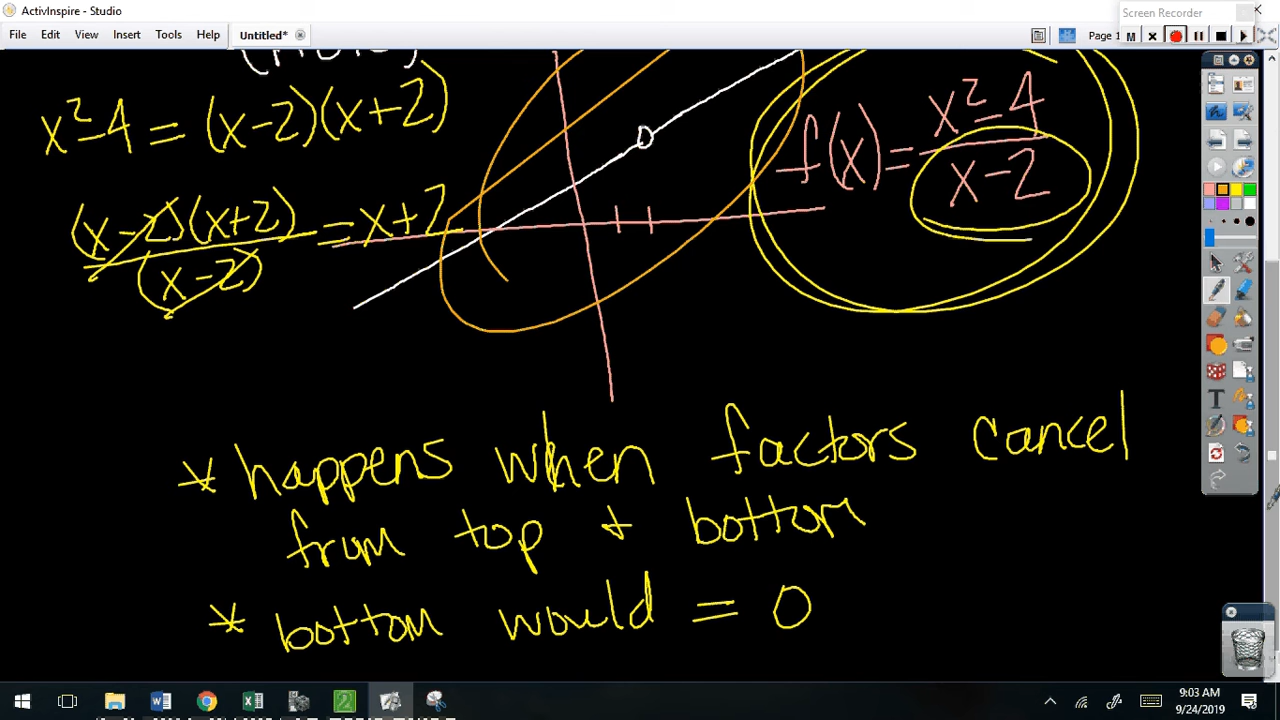 ActivInspire - Studio
Screen Recorder
File Edit View Insert Tools Help Untitled*
Page 1
x²-4 = (x-2)(x+2)
f(x) = x²-4
x-2
(x-2)(x+2) = x+2
(x-2)
* happens when factors cancel
from top + bottom
* bottom would = 0
9:03 AM
9/24/2019